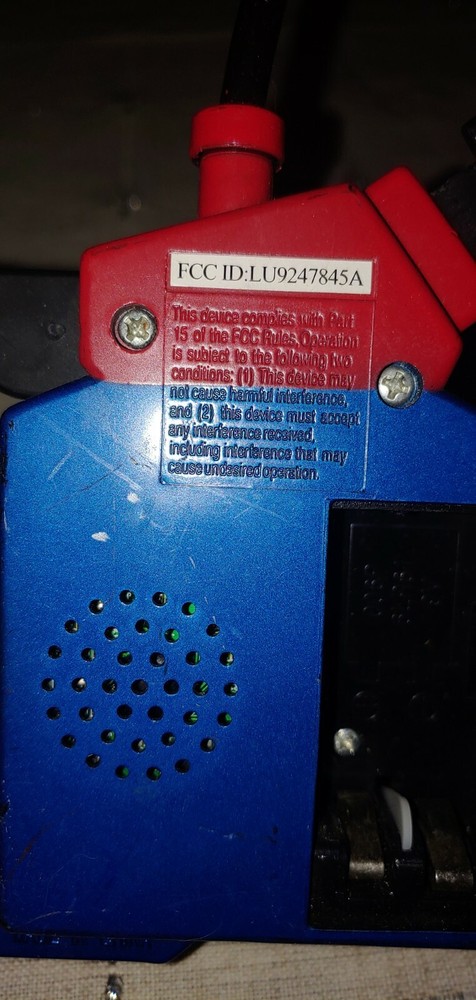 FCC ID:LU9247845A
This device complies with Part
15 of the FCC Rules. Operation
is subject to the following two
conditions: (1) This device may
not cause harmful interference,
and (2) this device must accept
any interference received,
including interference that may
cause undesired operation.